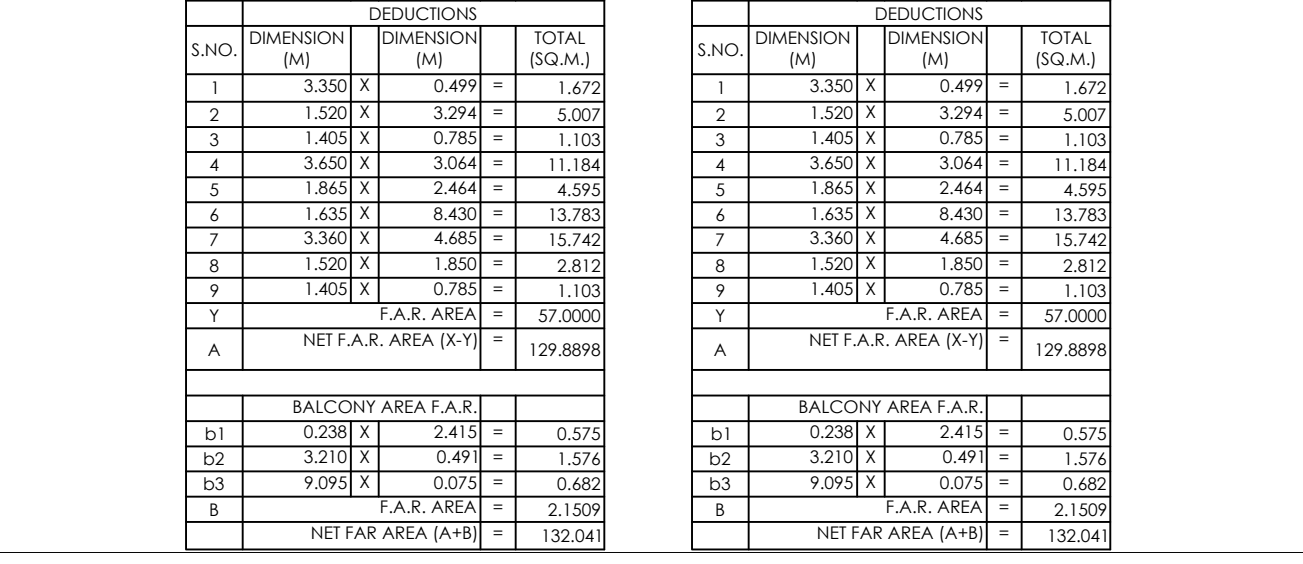 DEDUCTIONS
S.NO. DIMENSION (M) DIMENSION (M) TOTAL (SQ.M.)
1 3.350 X 0.499 = 1.672
2 1.520 X 3.294 = 5.007
3 1.405 X 0.785 = 1.103
4 3.650 X 3.064 = 11.184
5 1.865 X 2.464 = 4.595
6 1.635 X 8.430 = 13.783
7 3.360 X 4.685 = 15.742
8 1.520 X 1.850 = 2.812
9 1.405 X 0.785 = 1.103
Y F.A.R. AREA = 57.0000
A NET F.A.R. AREA (X-Y) = 129.8898
BALCONY AREA F.A.R.
b1 0.238 X 2.415 = 0.575
b2 3.210 X 0.491 = 1.576
b3 9.095 X 0.075 = 0.682
B F.A.R. AREA = 2.1509
NET FAR AREA (A+B) = 132.041
DEDUCTIONS
S.NO. DIMENSION (M) DIMENSION (M) TOTAL (SQ.M.)
1 3.350 X 0.499 = 1.672
2 1.520 X 3.294 = 5.007
3 1.405 X 0.785 = 1.103
4 3.650 X 3.064 = 11.184
5 1.865 X 2.464 = 4.595
6 1.635 X 8.430 = 13.783
7 3.360 X 4.685 = 15.742
8 1.520 X 1.850 = 2.812
9 1.405 X 0.785 = 1.103
Y F.A.R. AREA = 57.0000
A NET F.A.R. AREA (X-Y) = 129.8898
BALCONY AREA F.A.R.
b1 0.238 X 2.415 = 0.575
b2 3.210 X 0.491 = 1.576
b3 9.095 X 0.075 = 0.682
B F.A.R. AREA = 2.1509
NET FAR AREA (A+B) = 132.041